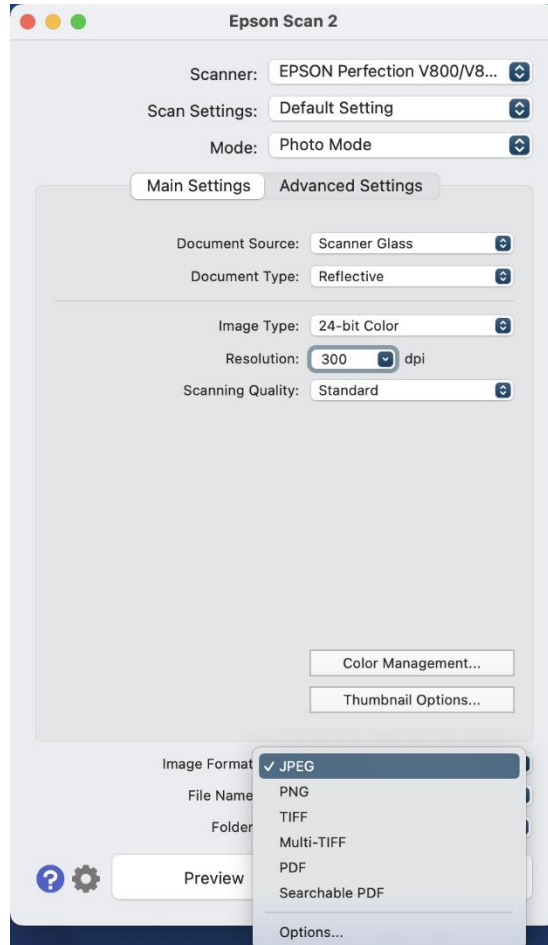 Epson Scan 2
Scanner: EPSON Perfection V800/V8...
Scan Settings: Default Setting
Mode: Photo Mode
Main Settings Advanced Settings
Document Source: Scanner Glass
Document Type: Reflective
Image Type: 24-bit Color
Resolution: 300 dpi
Scanning Quality: Standard
Color Management...
Thumbnail Options...
Image Format ✓ JPEG
File Name PNG
TIFF
Folder
Multi-TIFF
PDF
? Preview
Searchable PDF
Options...